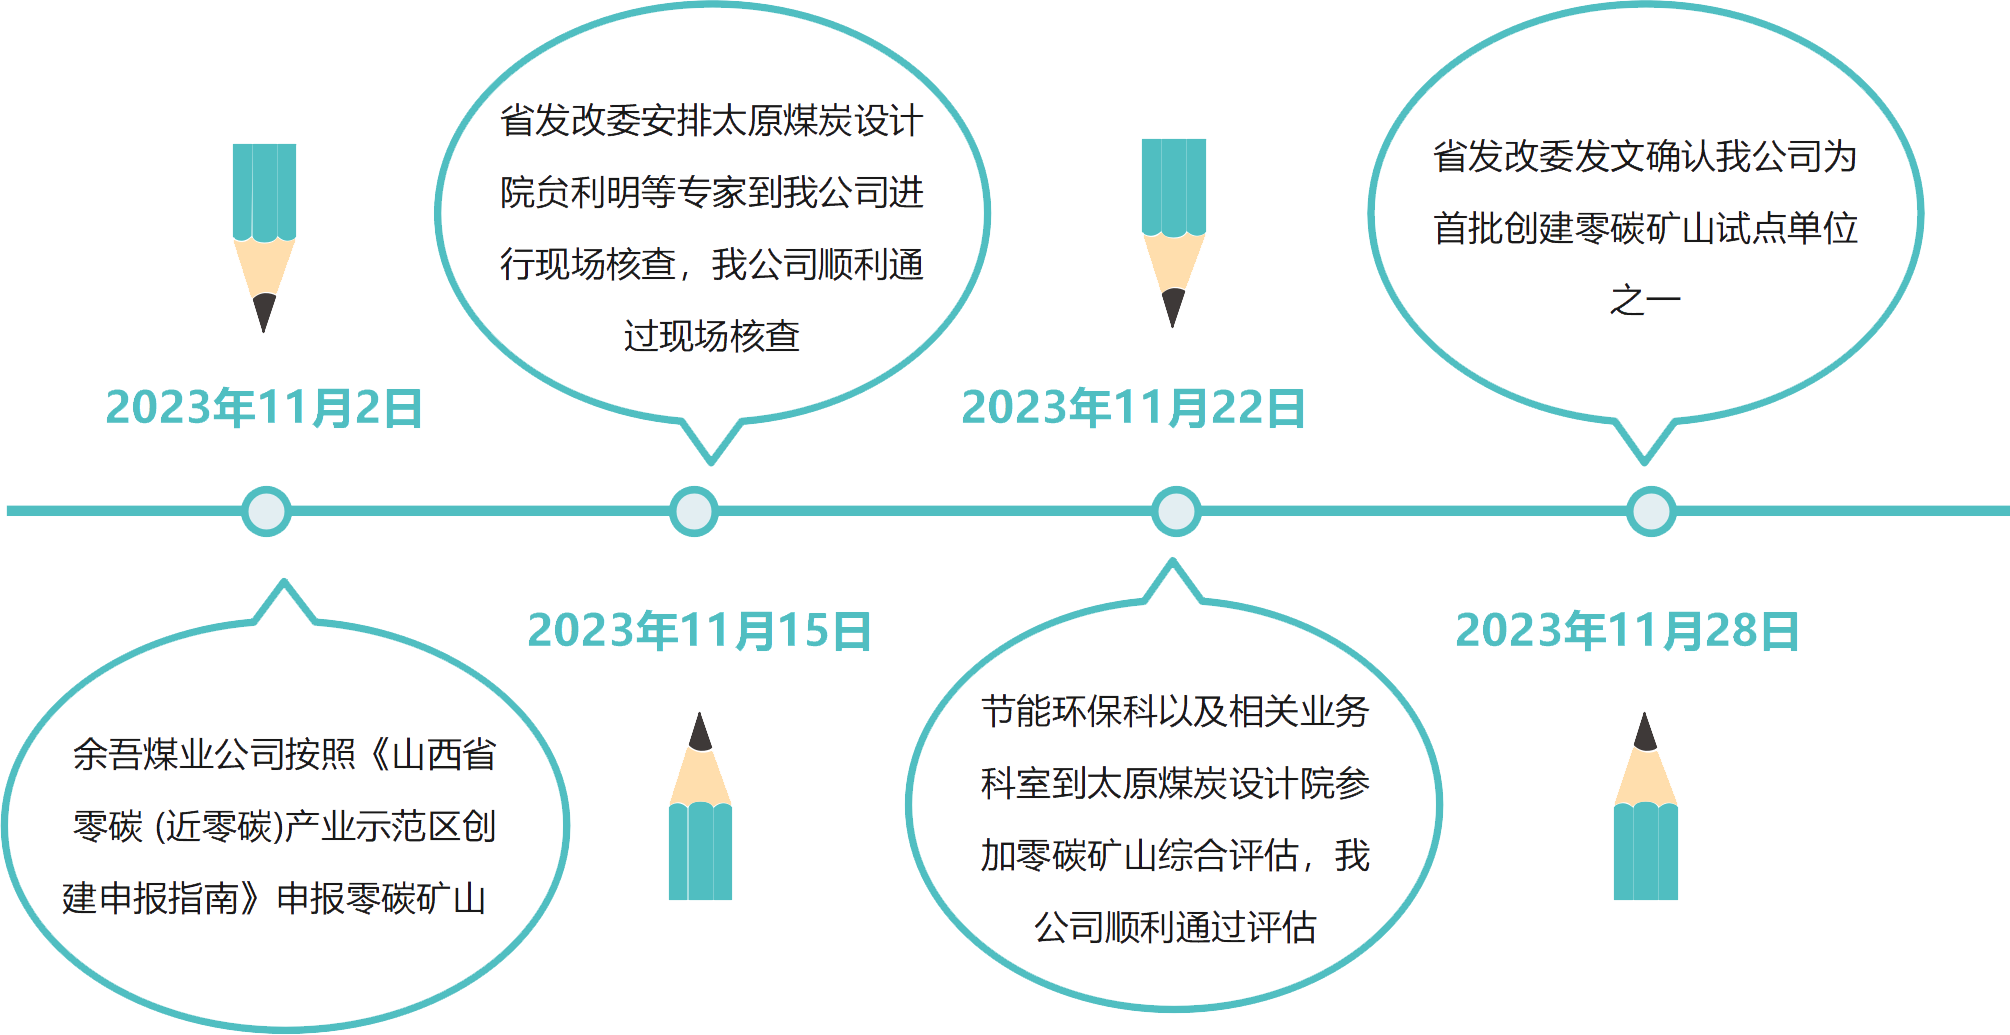 2023年11月2日
余吾煤业公司按照《山西省
零碳 (近零碳)产业示范区创
建申报指南》申报零碳矿山
省发改委安排太原煤炭设计
院贠利明等专家到我公司进
行现场核查，我公司顺利通
过现场核查
2023年11月15日
2023年11月22日
节能环保科以及相关业务
科室到太原煤炭设计院参
加零碳矿山综合评估，我
公司顺利通过评估
省发改委发文确认我公司为
首批创建零碳矿山试点单位
之一
2023年11月28日